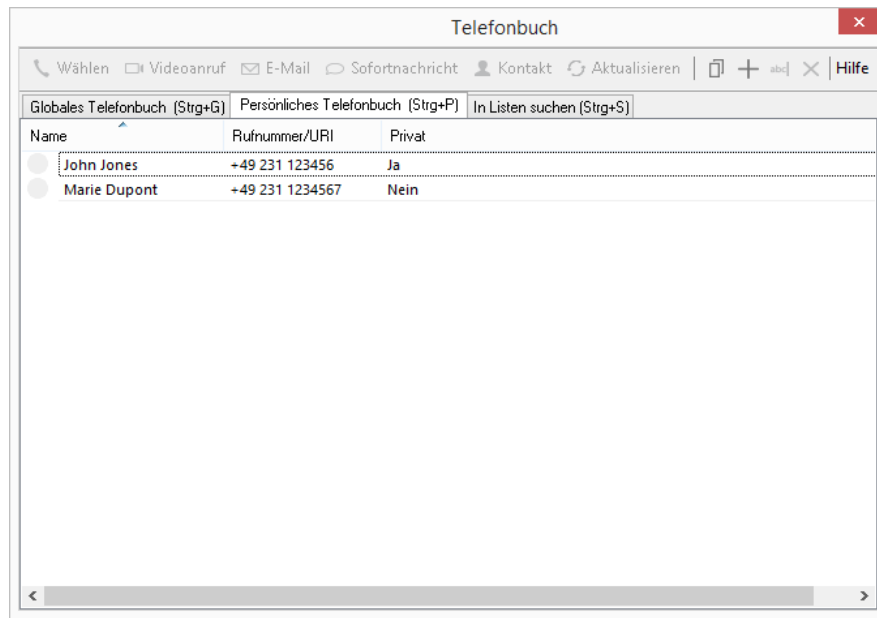 Telefonbuch
Wählen Videoanruf E-Mail Sofortnachricht Kontakt Aktualisieren abc Hilfe
Globales Telefonbuch (Strg+G) Persönliches Telefonbuch (Strg+P) In Listen suchen (Strg+S)
Name Rufnummer/URI Privat
John Jones +49 231 123456 Ja
Marie Dupont +49 231 1234567 Nein